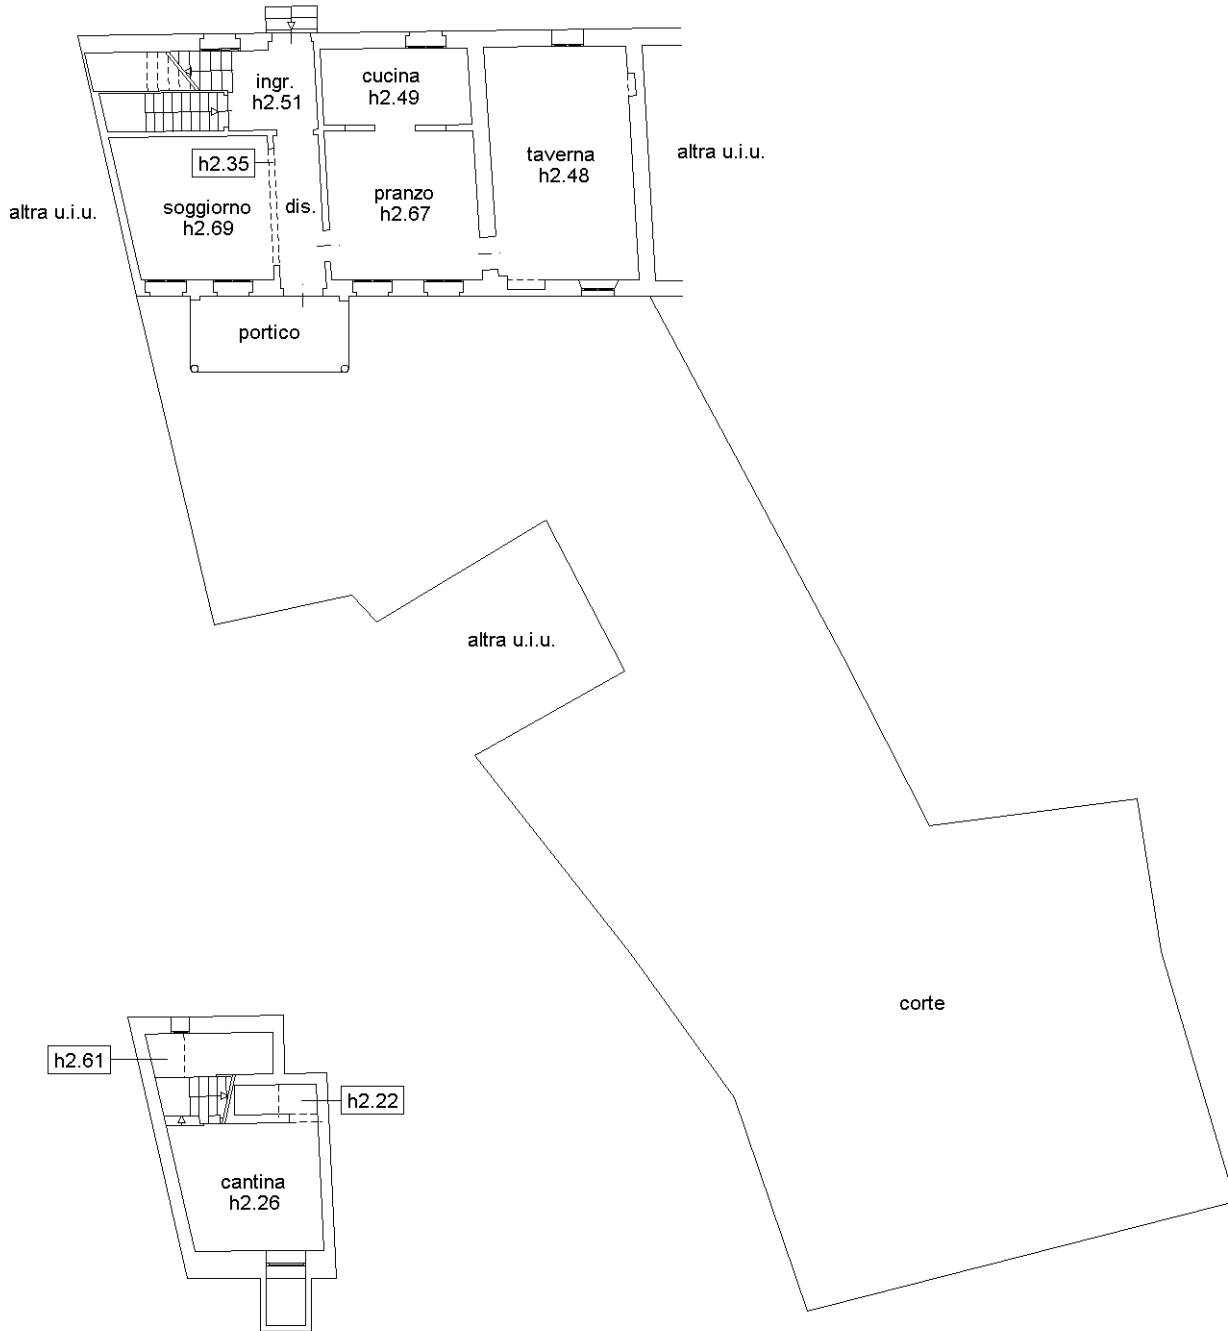 ingr.
h2.51
cucina
h2.49
taverna
h2.48
altra u.i.u.
h2.35
altra u.i.u.
soggiorno
h2.69
dis.
pranzo
h2.67
portico
altra u.i.u.
corte
h2.61
h2.22
cantina
h2.26